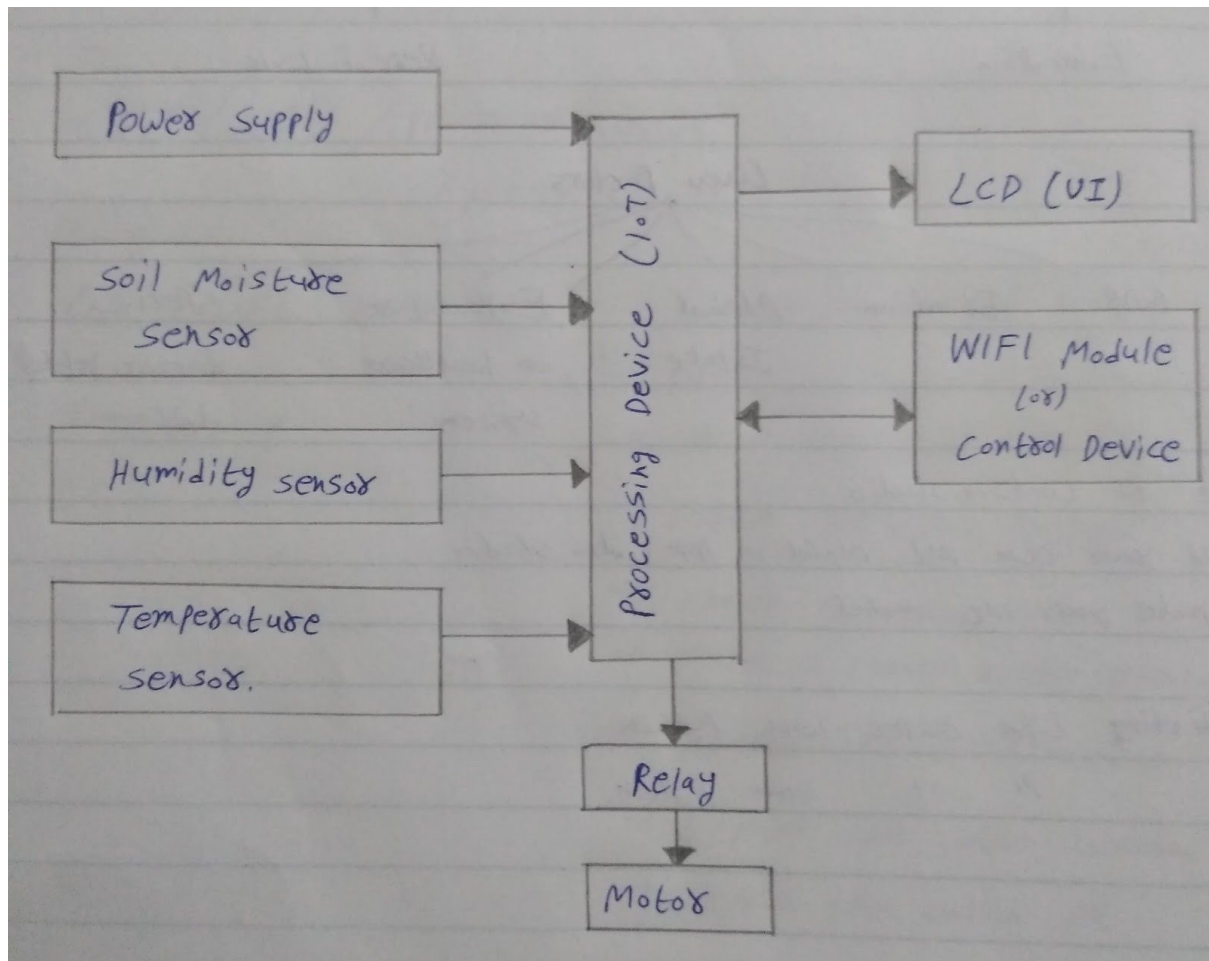 Power Supply
Soil Moisture
sensor
Humidity sensor
Temperature
sensor.
Processing Device (IoT)
LCD (UI)
WIFI Module
(or)
Control Device
Relay
Motor